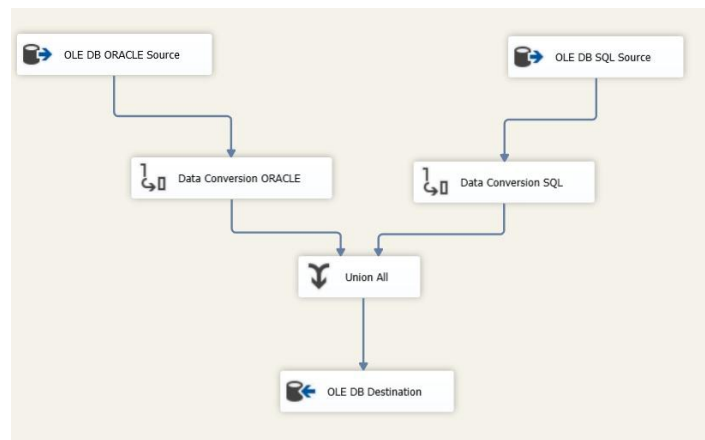 OLE DB ORACLE Source
OLE DB SQL Source
Data Conversion ORACLE
Data Conversion SQL
Union All
OLE DB Destination